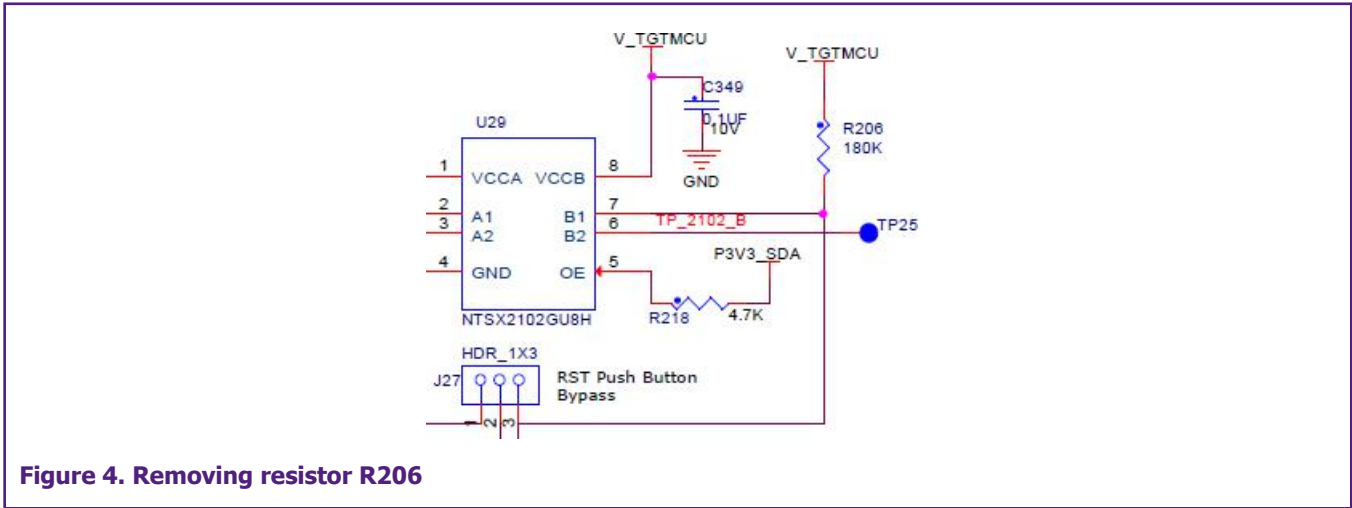 V_TGTMCU
V_TGTMCU
C349
0.1UF
10V
GND
R206
180K
U29
1
VCCA VCCB
8
2
A1
B1
7
TP_2102_B
3
A2
B2
6
TP25
4
GND
OE
5
P3V3_SDA
R218
4.7K
NTSX2102GU8H
HDR_1X3
J27
RST Push Button
Bypass
1
2
3
Figure 4. Removing resistor R206